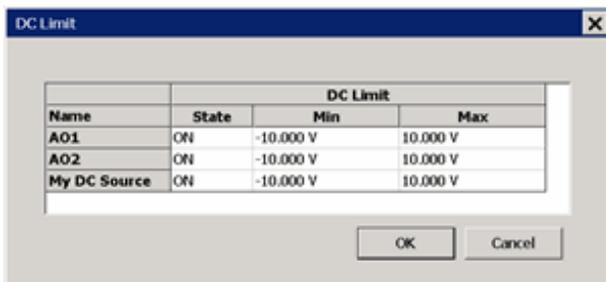 DC Limit
DC Limit
Name State Min Max
AO1 ON -10.000 V 10.000 V
AO2 ON -10.000 V 10.000 V
My DC Source ON -10.000 V 10.000 V
OK Cancel